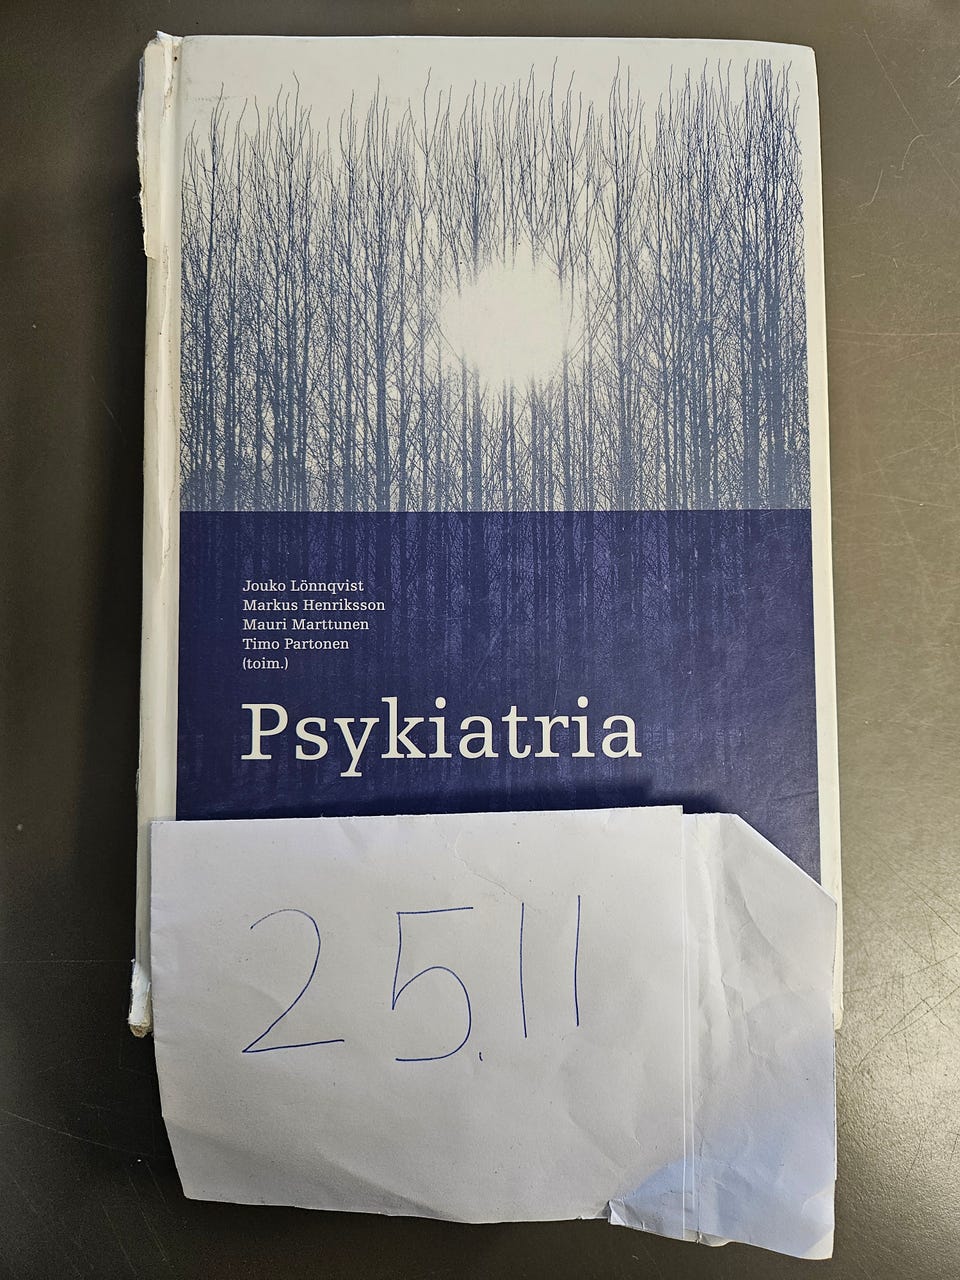 Jouko Lönnqvist
Markus Henriksson
Mauri Marttunen
Timo Partonen
(toim.)
Psykiatria
25.11